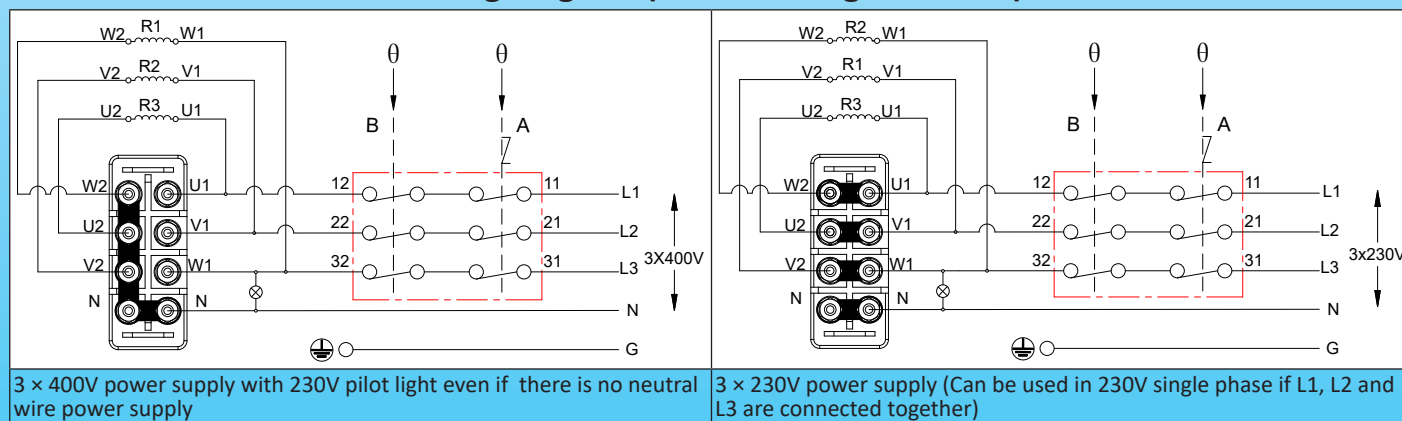 W2 R1 W1
V2 R2 V1
U2 R3 U1
θ θ
B A
W2 U1 12 11 L1
U2 V1 22 21 L2
3X400V
V2 W1 32 31 L3
N N N
G
3 × 400V power supply with 230V pilot light even if there is no neutral
wire power supply
W2 R2 W1
V2 R1 V1
U2 R3 U1
θ θ
B A
W2 U1 12 11 L1
U2 V1 22 21 L2
3x230V
V2 W1 32 31 L3
N N N
G
3 × 230V power supply (Can be used in 230V single phase if L1, L2 and
L3 are connected together)